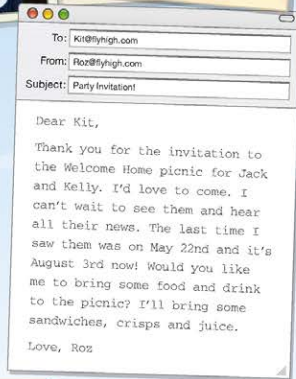 To: Kit@flyhigh.com
From: Roz@flyhigh.com
Subject: Party Invitation!
Dear Kit,
Thank you for the invitation to
the Welcome Home picnic for Jack
and Kelly. I'd love to come. I
can't wait to see them and hear
all their news. The last time I
saw them was on May 22nd and it's
August 3rd now! Would you like
me to bring some food and drink
to the picnic? I'll bring some
sandwiches, crisps and juice.
Love, Roz